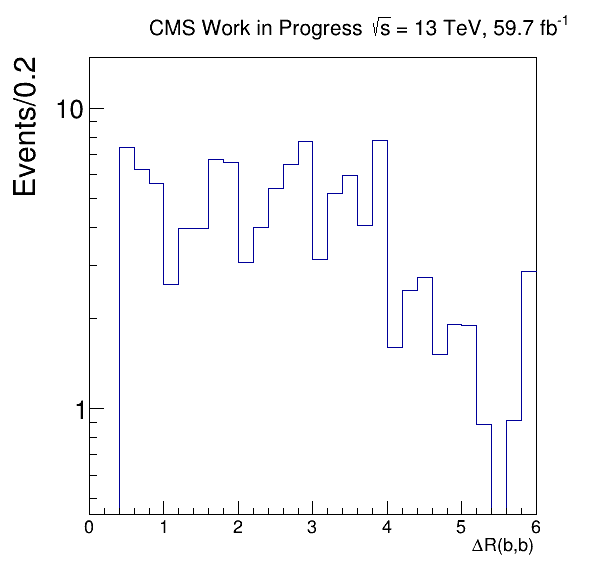 CMS Work in Progress √s = 13 TeV, 59.7 fb⁻¹
Events/0.2
10
1
0 1 2 3 4 5 6
ΔR(b,b)